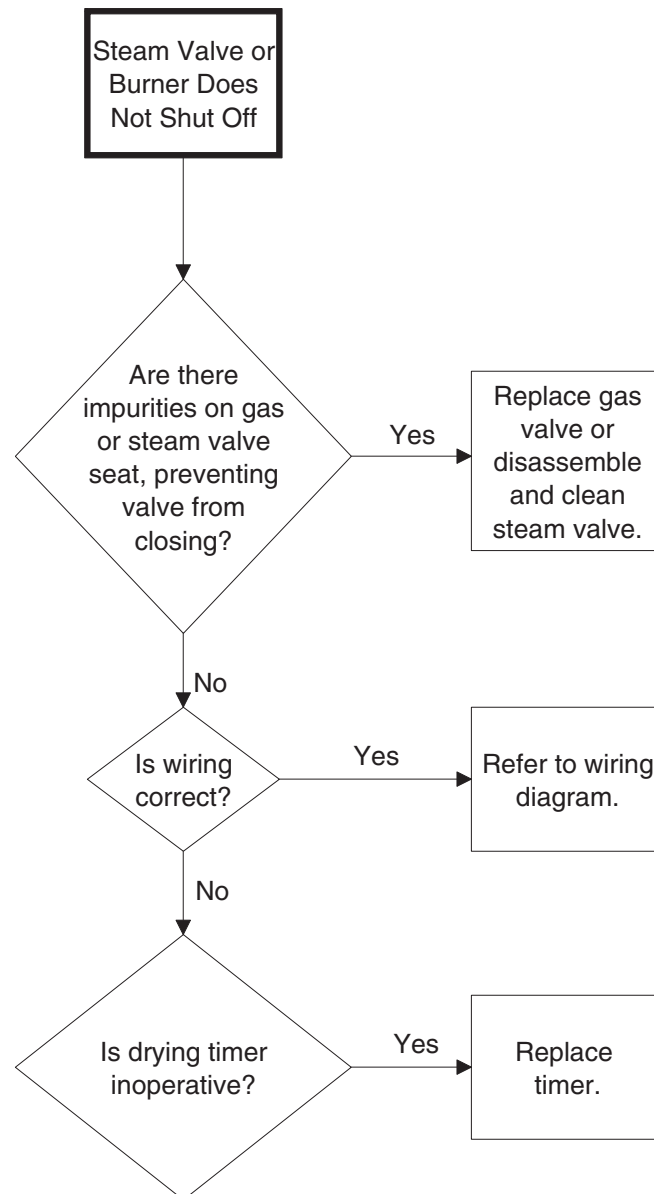 Steam Valve or
Burner Does
Not Shut Off
Are there
impurities on gas
or steam valve
seat, preventing
valve from
closing?
Yes
Replace gas
valve or
disassemble
and clean
steam valve.
No
Is wiring
correct?
Yes
Refer to wiring
diagram.
No
Is drying timer
inoperative?
Yes
Replace
timer.